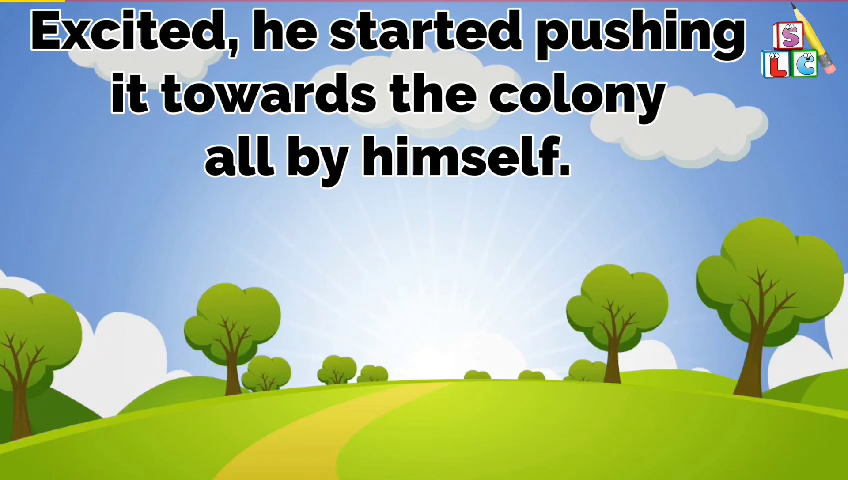 Excited, he started pushing
it towards the colony
all by himself.
S
L C